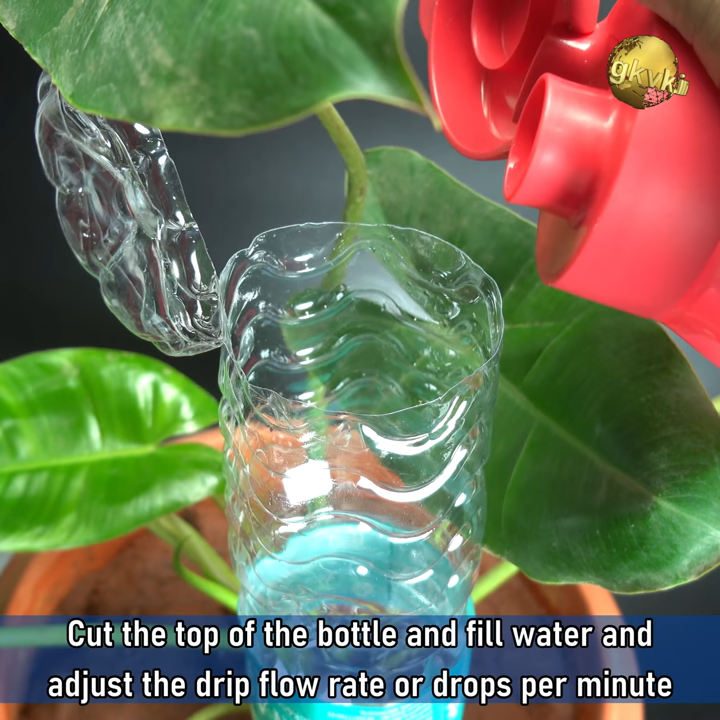 gkvk.in
Cut the top of the bottle and fill water and
adjust the drip flow rate or drops per minute